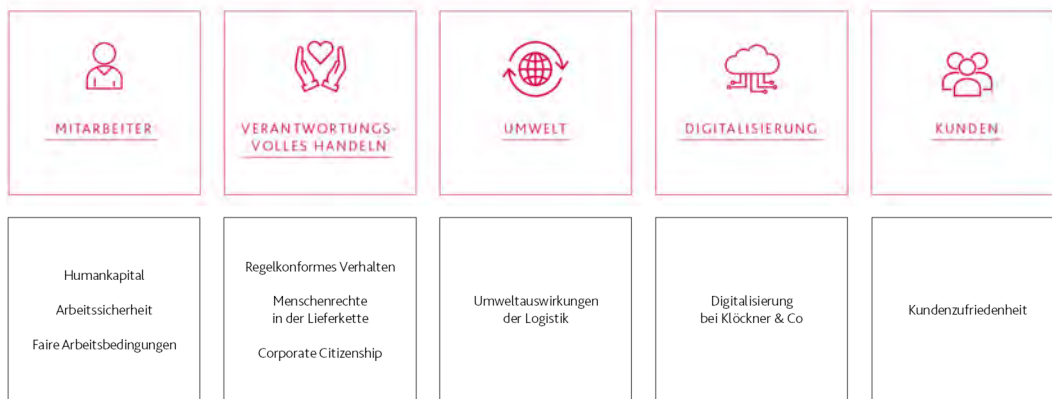 MITARBEITER
VERANTWORTUNGS-
VOLLES HANDELN
UMWELT
DIGITALISIERUNG
KUNDEN
Humankapital
Arbeitssicherheit
Faire Arbeitsbedingungen
Regelkonformes Verhalten
Menschenrechte
in der Lieferkette
Corporate Citizenship
Umweltauswirkungen
der Logistik
Digitalisierung
bei Klöckner & Co
Kundenzufriedenheit